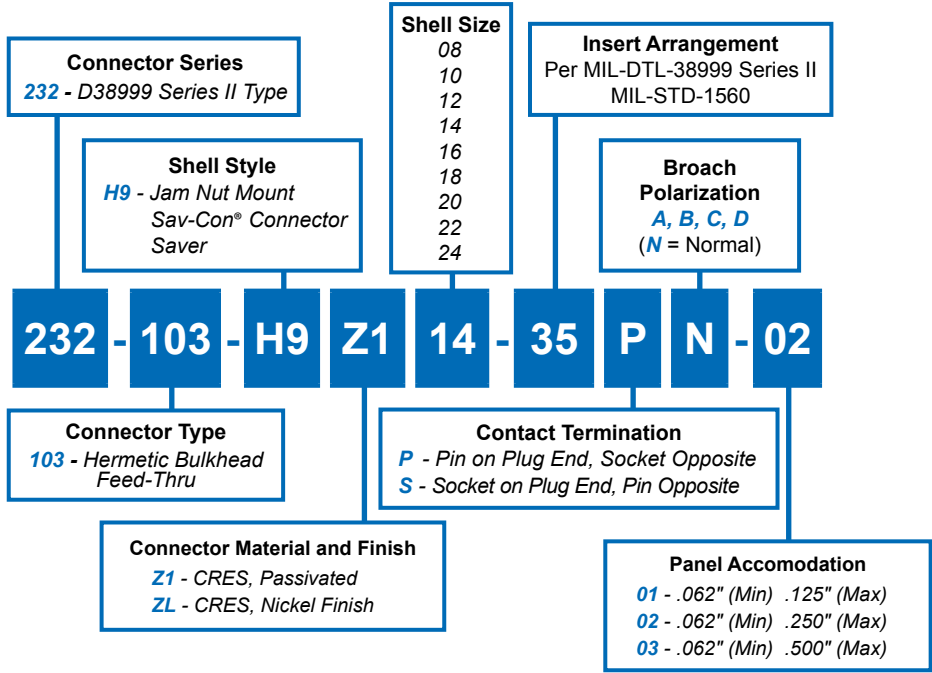 Connector Series
232 - D38999 Series II Type
Shell Style
H9 - Jam Nut Mount
Sav-Con® Connector
Saver
Shell Size
08
10
12
14
16
18
20
22
24
Insert Arrangement
Per MIL-DTL-38999 Series II
MIL-STD-1560
Broach
Polarization
A, B, C, D
(N = Normal)
232 - 103 - H9 Z1 14 - 35 P N - 02
Connector Type
103 - Hermetic Bulkhead
Feed-Thru
Connector Material and Finish
Z1 - CRES, Passivated
ZL - CRES, Nickel Finish
Contact Termination
P - Pin on Plug End, Socket Opposite
S - Socket on Plug End, Pin Opposite
Panel Accomodation
01 - .062" (Min) .125" (Max)
02 - .062" (Min) .250" (Max)
03 - .062" (Min) .500" (Max)